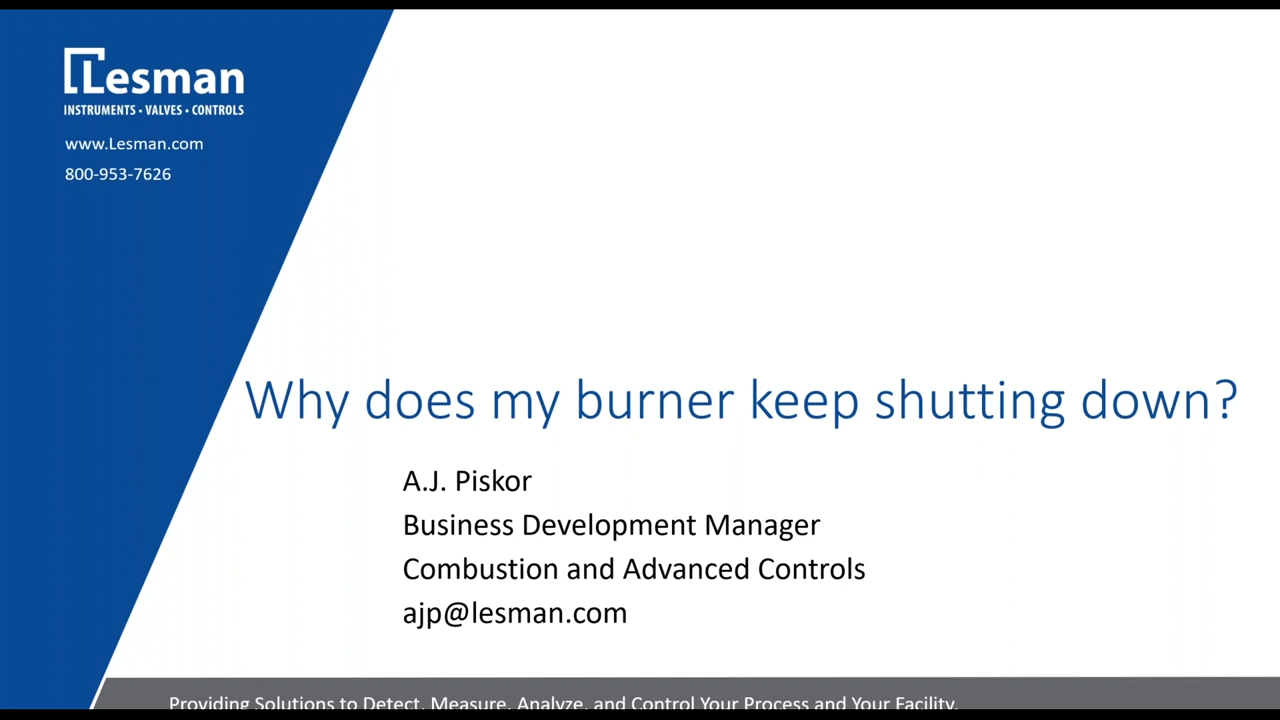 Lesman
INSTRUMENTS • VALVES • CONTROLS
www.Lesman.com
800-953-7626
Why does my burner keep shutting down?
A.J. Piskor
Business Development Manager
Combustion and Advanced Controls
ajp@lesman.com
Providing Solutions to Detect, Measure, Analyze, and Control Your Process and Your Facility.